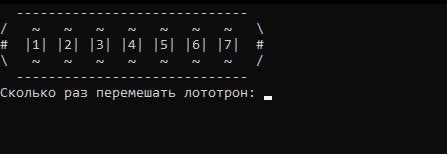 -----------------------------
/   ~   ~   ~   ~   ~   ~   ~   \
#  |1| |2| |3| |4| |5| |6| |7|  #
\   ~   ~   ~   ~   ~   ~   ~   /
  -----------------------------
Сколько раз перемешать лототрон: